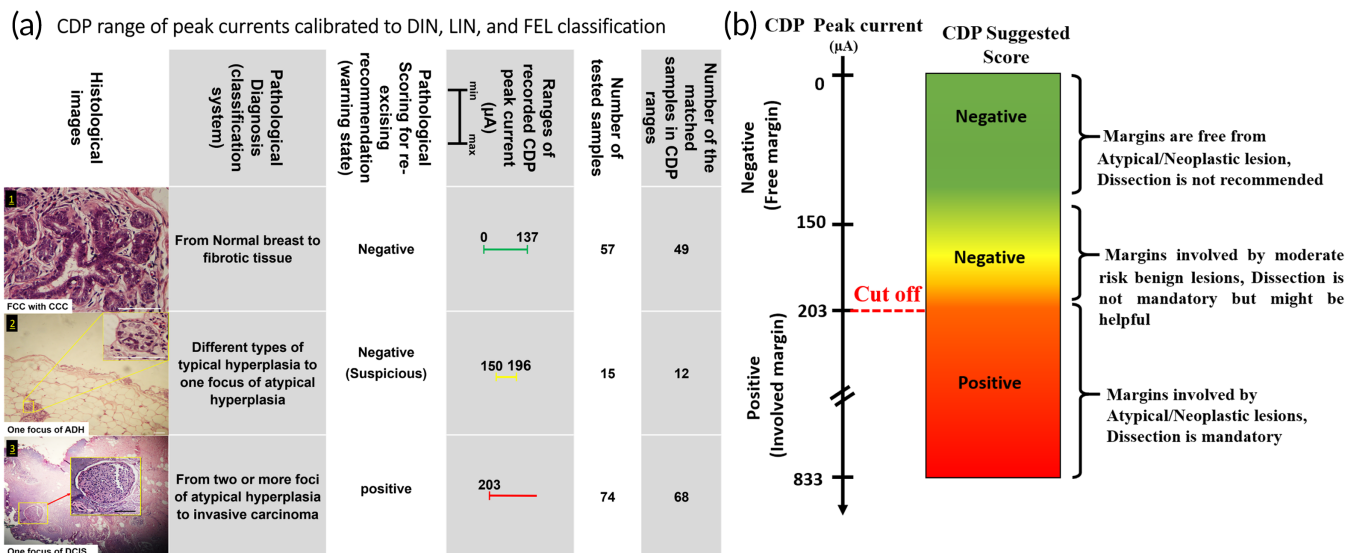 (a) CDP range of peak currents calibrated to DIN, LIN, and FEL classification
Histological
images
Pathological
Diagnosis
(classification
system)
Pathological
Scoring for re-
excising
recommendation
(warning state)
Ranges of
recorded CDP
peak current
(µA)
min
max
Number of
tested samples
Number of the
matched
samples in CDP
ranges
1
FCC with CCC
From Normal breast to
fibrotic tissue
Negative
0 137
57
49
2
One focus of ADH
Different types of
typical hyperplasia to
one focus of atypical
hyperplasia
Negative
(Suspicious)
150 196
15
12
3
One focus of DCIS
From two or more foci
of atypical hyperplasia
to invasive carcinoma
positive
203
74
68
(b) CDP Peak current
(µA)
CDP Suggested
Score
0
150
Cut off
203
833
Negative
(Free margin)
Positive
(Involved margin)
Negative
Negative
Positive
Margins are free from
Atypical/Neoplastic lesion,
Dissection is not recommended
Margins involved by moderate
risk benign lesions, Dissection is
not mandatory but might be
helpful
Margins involved by
Atypical/Neoplastic lesions,
Dissection is mandatory